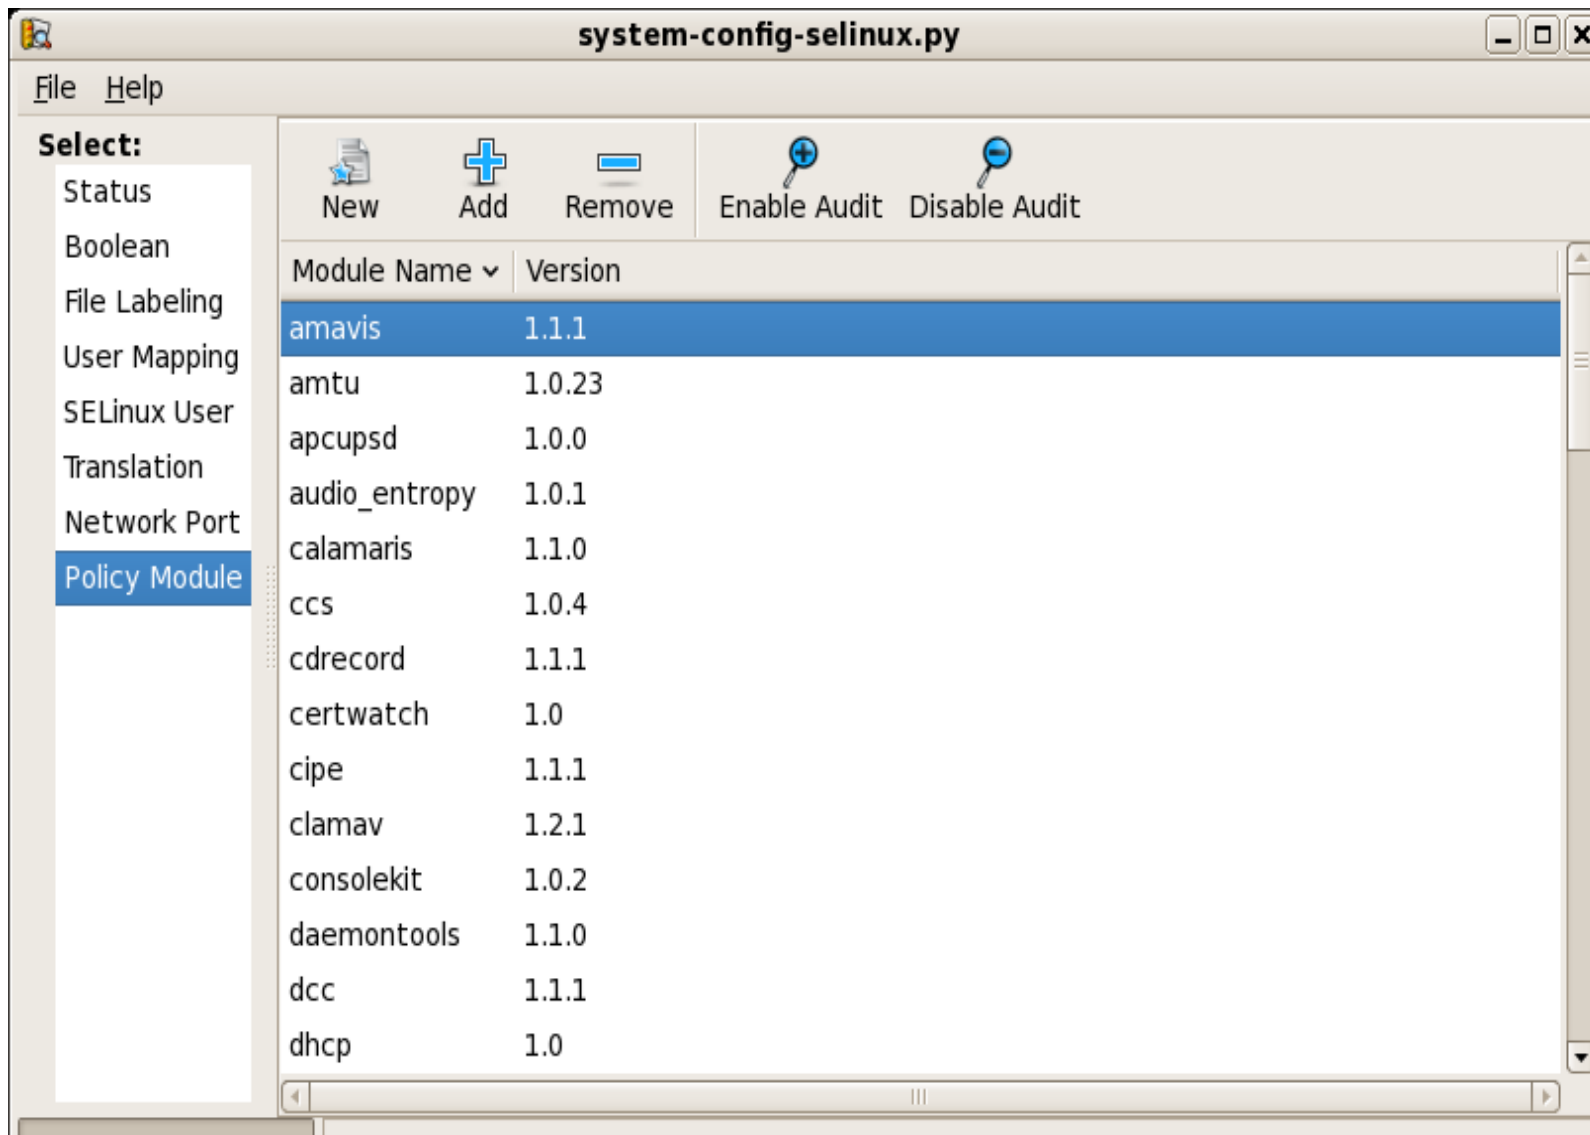 system-config-selinux.py
File Help
Select:
Status
Boolean
File Labeling
User Mapping
SELinux User
Translation
Network Port
Policy Module
New Add Remove Enable Audit Disable Audit
Module Name Version
amavis 1.1.1
amtu 1.0.23
apcupsd 1.0.0
audio_entropy 1.0.1
calamaris 1.1.0
ccs 1.0.4
cdrecord 1.1.1
certwatch 1.0
cipe 1.1.1
clamav 1.2.1
consolekit 1.0.2
daemontools 1.1.0
dcc 1.1.1
dhcp 1.0